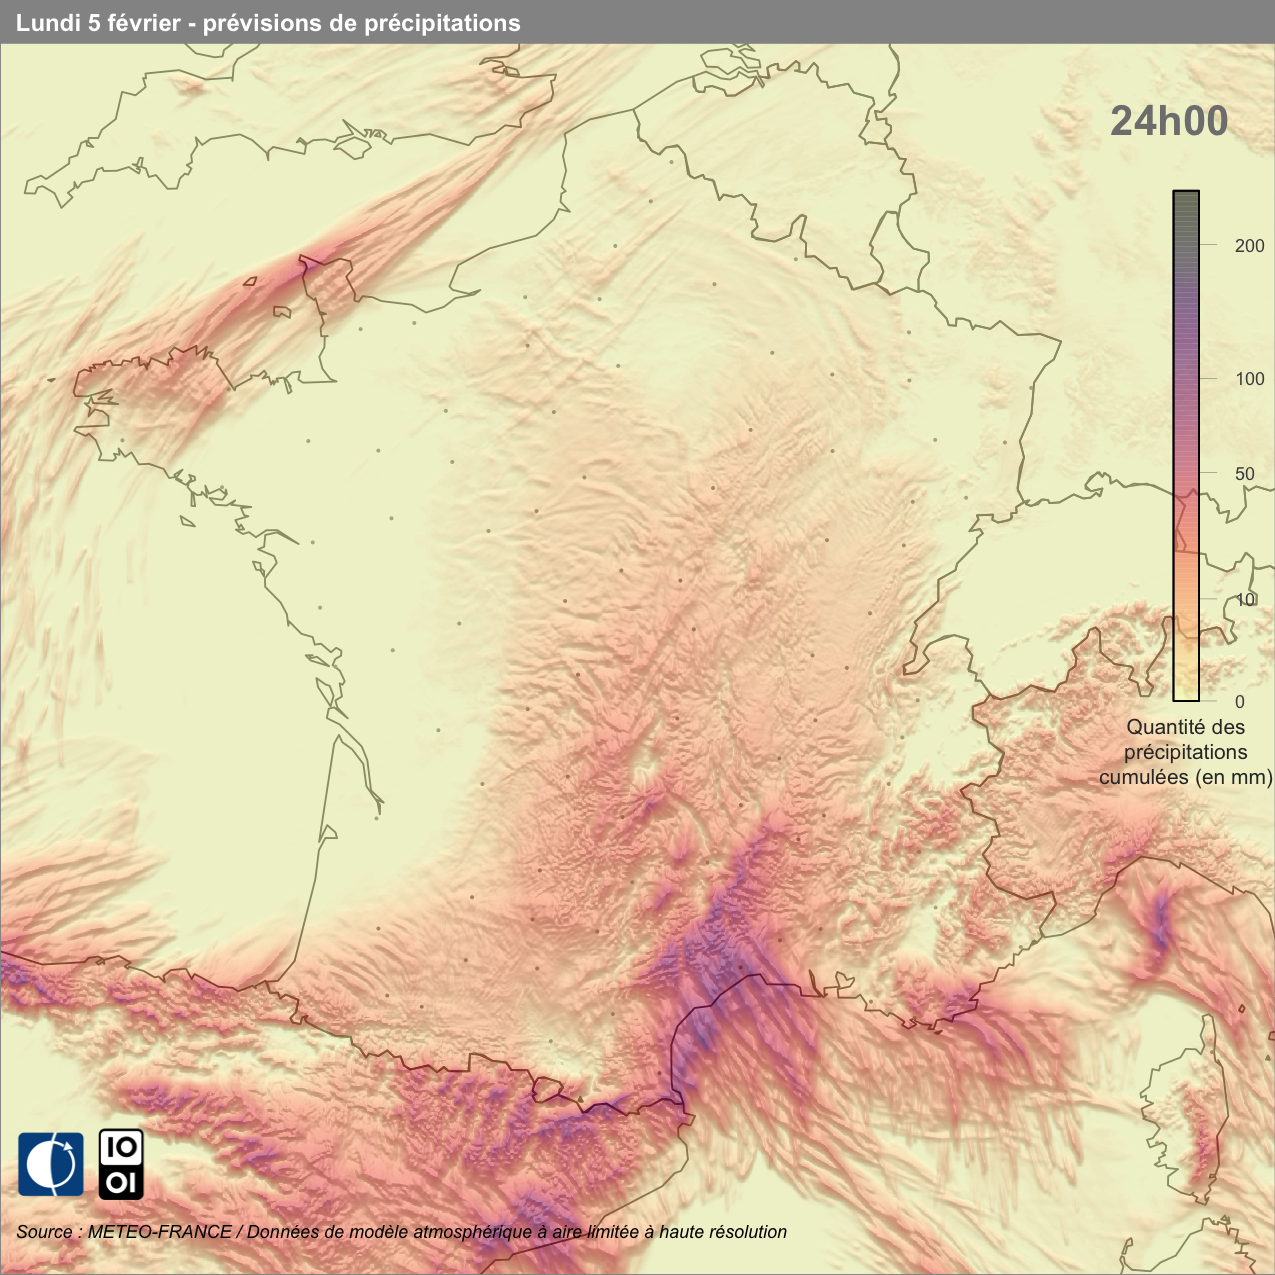 Lundi 5 février - prévisions de précipitations
24h00
200
100
50
10
0
Quantité des
précipitations
cumulées (en mm)
IO
OI
Source : METEO-FRANCE / Données de modèle atmosphérique à aire limitée à haute résolution